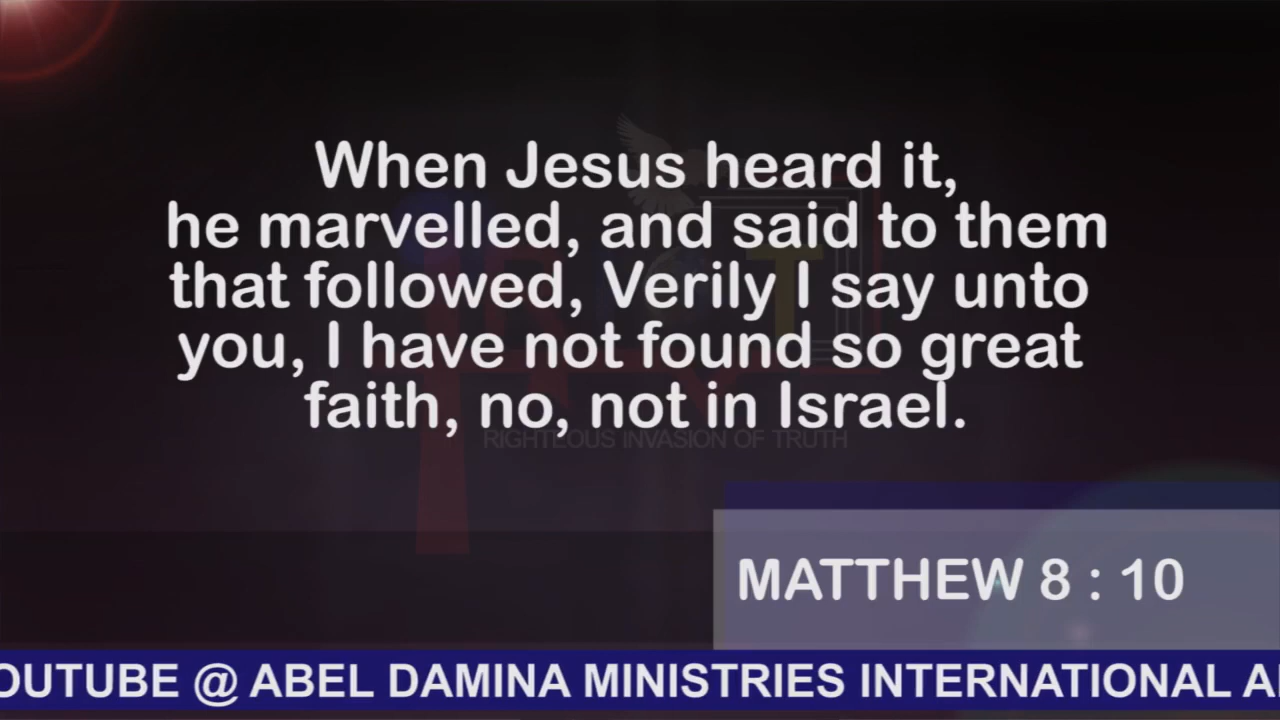 When Jesus heard it,
he marvelled, and said to them
that followed, Verily I say unto
you, I have not found so great
faith, no, not in Israel.
RIGHTEOUS INVASION OF TRUTH
MATTHEW 8 : 10
OUTUBE @ ABEL DAMINA MINISTRIES INTERNATIONAL A